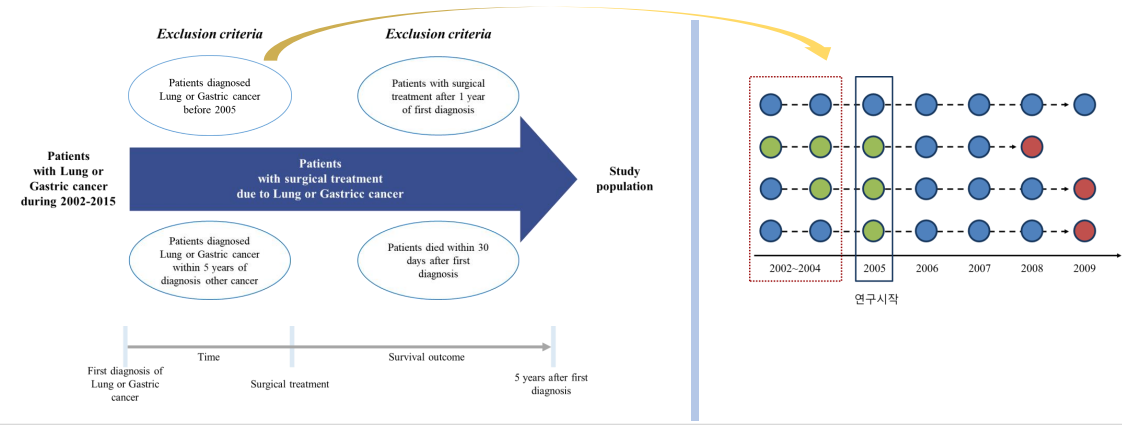 Exclusion criteria
Exclusion criteria
Patients diagnosed
Lung or Gastric cancer
before 2005
Patients with surgical
treatment after 1 year
of first diagnosis
Patients
with Lung or
Gastric cancer
during 2002-2015
Patients
with surgical treatment
due to Lung or Gastricc cancer
Study
population
Patients diagnosed
Lung or Gastric cancer
within 5 years of
diagnosis other cancer
Patients died within 30
days after first
diagnosis
Time
Survival outcome
First diagnosis of
Lung or Gastric
cancer
Surgical treatment
5 years after first
diagnosis
2002~2004
2005
2006
2007
2008
2009
연구시작